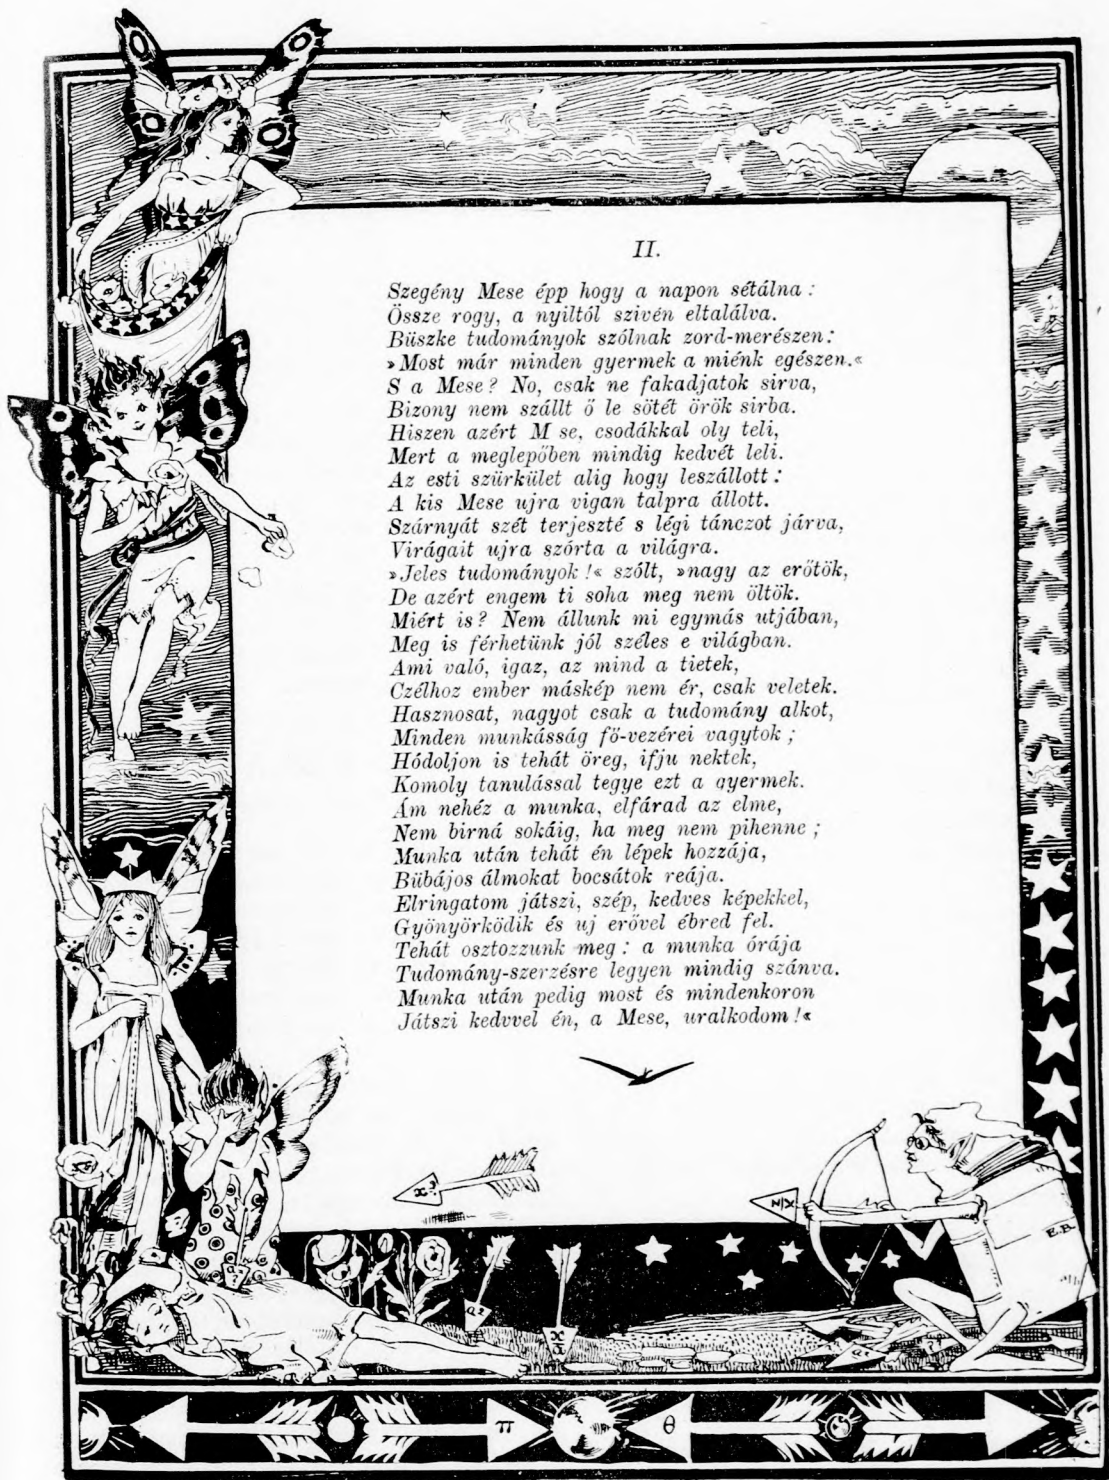 II.
Szegény Mese épp hogy a napon sétálna :
Össze rogy, a nyiltól szivén eltalálva.
Büszke tudományok szólnak zord-merészen:
»Most már minden gyermek a miénk egészen.«
S a Mese? No, csak ne fakadjatok sirva,
Bizony nem szállt ő le sötét örök sirba.
Hiszen azért M se, csodákkal oly teli,
Mert a meglepőben mindig kedvét leli.
Az esti szürkület alig hogy leszállott :
A kis Mese ujra vigan talpra állott.
Szárnyát szét terjeszté s légi tánczot járva,
Virágait ujra szórta a világra.
»Jeles tudományok !« szólt, »nagy az erőtök,
De azért engem ti soha meg nem öltök.
Miért is? Nem állunk mi egymás utjában,
Meg is férhetünk jól széles e világban.
Ami való, igaz, az mind a tietek,
Czélhoz ember máskép nem ér, csak veletek.
Hasznosat, nagyot csak a tudomány alkot,
Minden munkásság fő-vezérei vagytok ;
Hódoljon is tehát öreg, ifju nektek,
Komoly tanulással tegye ezt a gyermek.
Ám nehéz a munka, elfárad az elme,
Nem birná sokáig, ha meg nem pihenne ;
Munka után tehát én lépek hozzája,
Bübájos álmokat bocsátok reája.
Elringatom játszi, szép, kedves képekkel,
Gyönyörködik és uj erővel ébred fel.
Tehát osztozzunk meg : a munka órája
Tudomány-szerzésre legyen mindig szánva.
Munka után pedig most és mindenkoron
Játszi kedvvel én, a Mese, uralkodom !«
E.B.
π
θ